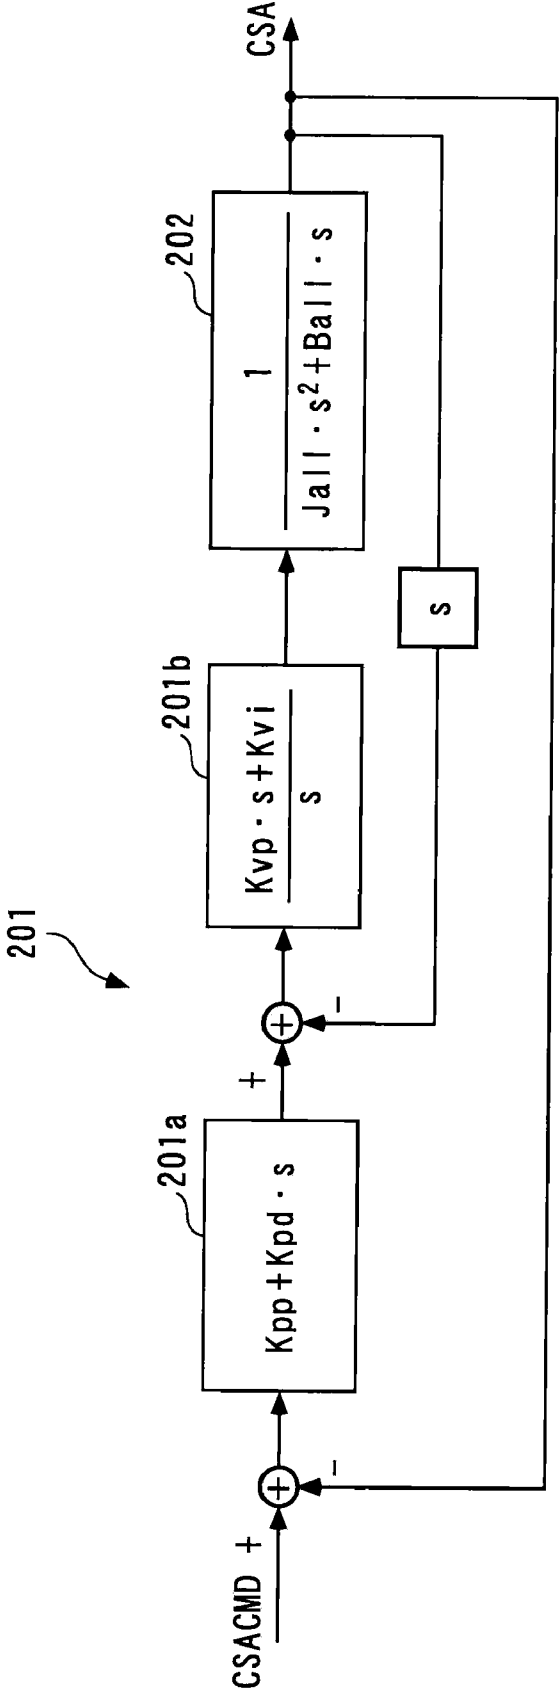 201
201a
201b
202
CSACMD
+
+
-
Kpp+Kpd・s
+
+
-
Kvp・s+Kvi
s
1
Jall・s²+Ball・s
CSA
s